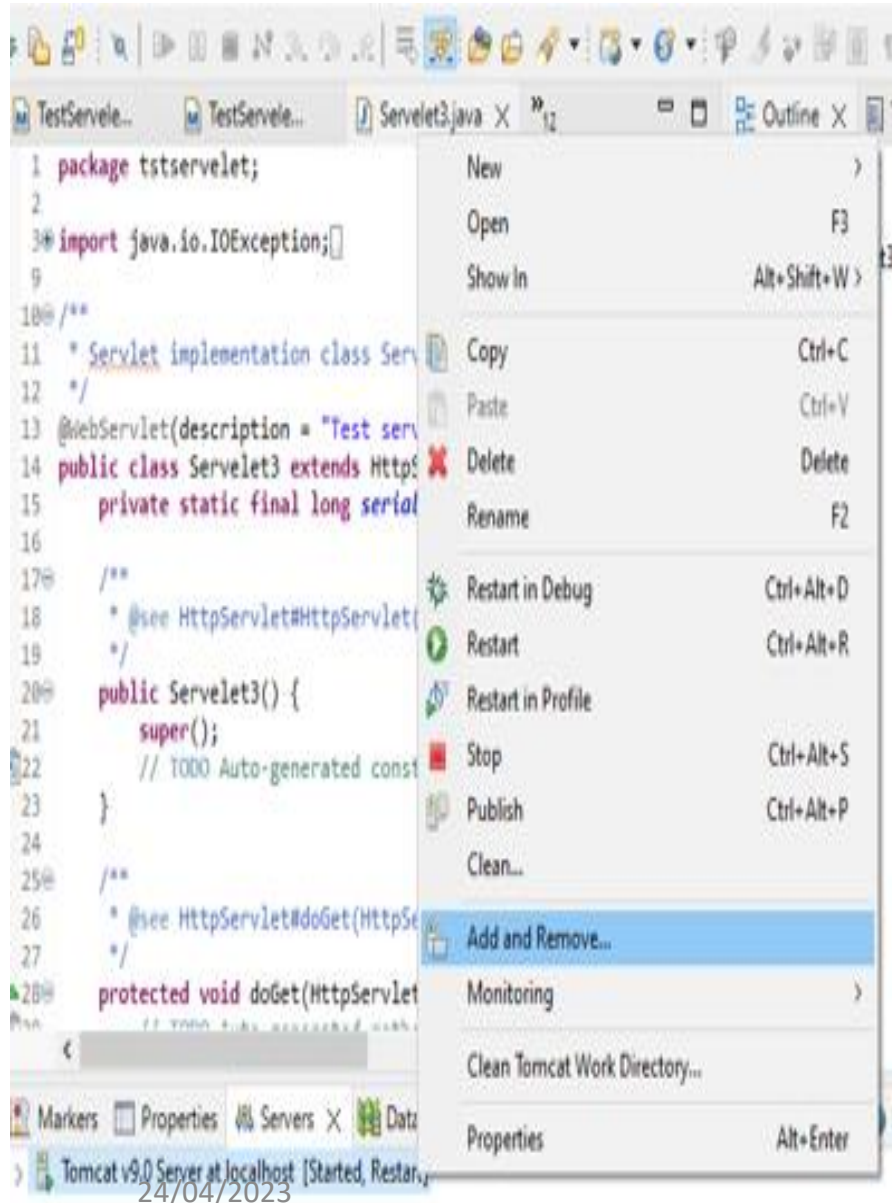 TestServele... TestServele... Servelet3.java »12 Outline
1 package tstservelet;
2
3 import java.io.IOException;
9
10 /**
11 * Servlet implementation class Serv
12 */
13 @WebServlet(description = "Test serv
14 public class Servelet3 extends HttpS
15 private static final long serial
16
17 /**
18 * @see HttpServlet#HttpServlet(
19 */
20 public Servelet3() {
21 super();
22 // TODO Auto-generated const
23 }
24
25 /**
26 * @see HttpServlet#doGet(HttpSe
27 */
28 protected void doGet(HttpServlet
New
Open F3
Show In Alt+Shift+W
Copy Ctrl+C
Paste Ctrl+V
Delete Delete
Rename F2
Restart in Debug Ctrl+Alt+D
Restart Ctrl+Alt+R
Restart in Profile
Stop Ctrl+Alt+S
Publish Ctrl+Alt+P
Clean...
Add and Remove...
Monitoring
Clean Tomcat Work Directory...
Properties Alt+Enter
Markers Properties Servers Data
Tomcat v9.0 Server at localhost [Started, Restar
24/04/2023